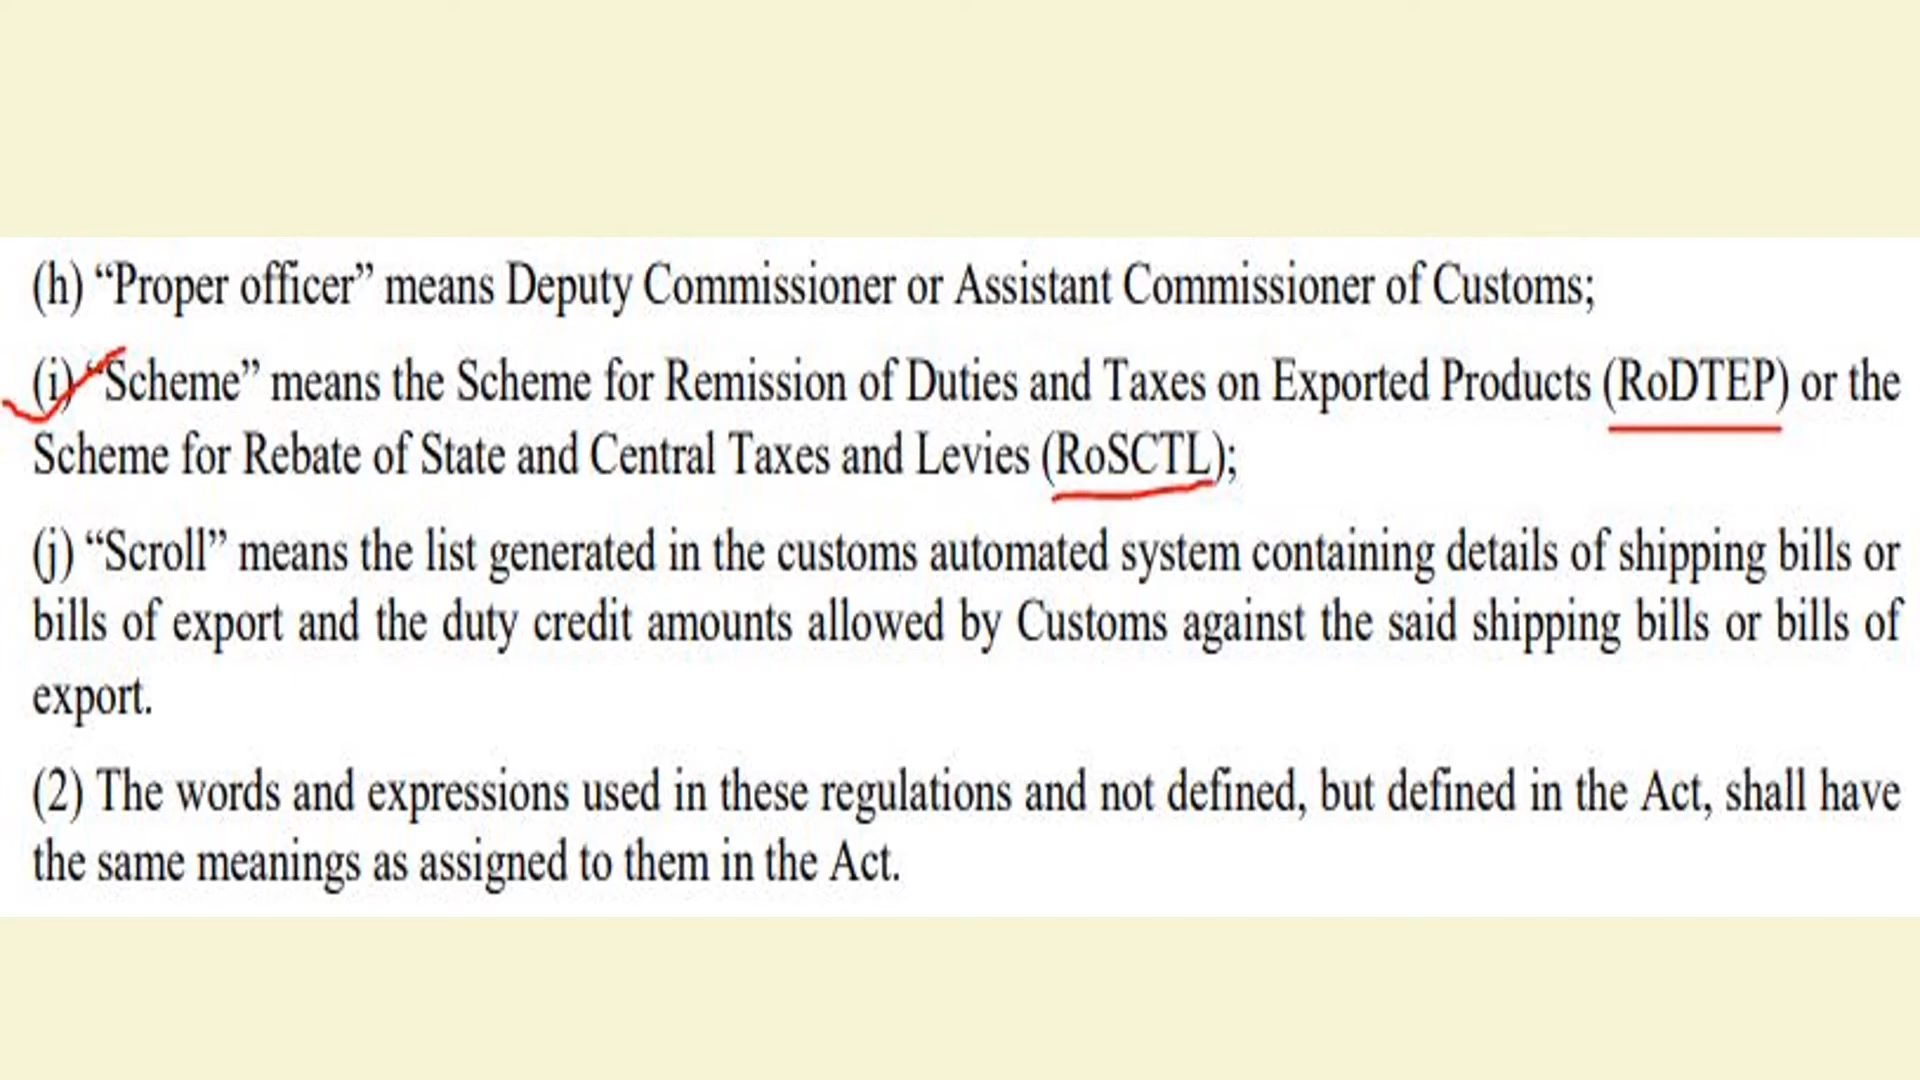 (h) “Proper officer” means Deputy Commissioner or Assistant Commissioner of Customs;
(i) “Scheme” means the Scheme for Remission of Duties and Taxes on Exported Products (RoDTEP) or the
Scheme for Rebate of State and Central Taxes and Levies (RoSCTL);
(j) “Scroll” means the list generated in the customs automated system containing details of shipping bills or
bills of export and the duty credit amounts allowed by Customs against the said shipping bills or bills of
export.
(2) The words and expressions used in these regulations and not defined, but defined in the Act, shall have
the same meanings as assigned to them in the Act.